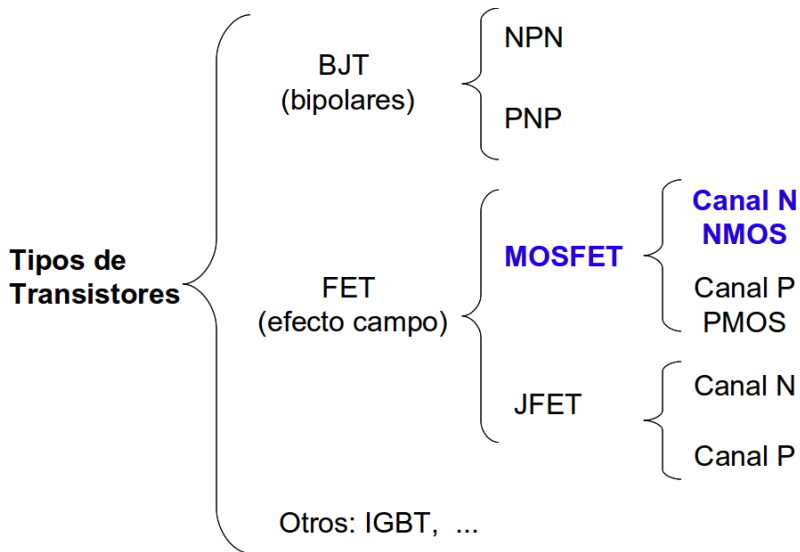 Tipos de
Transistores
BJT
(bipolares)
NPN
PNP
FET
(efecto campo)
MOSFET
Canal N
NMOS
Canal P
PMOS
JFET
Canal N
Canal P
Otros: IGBT, ...